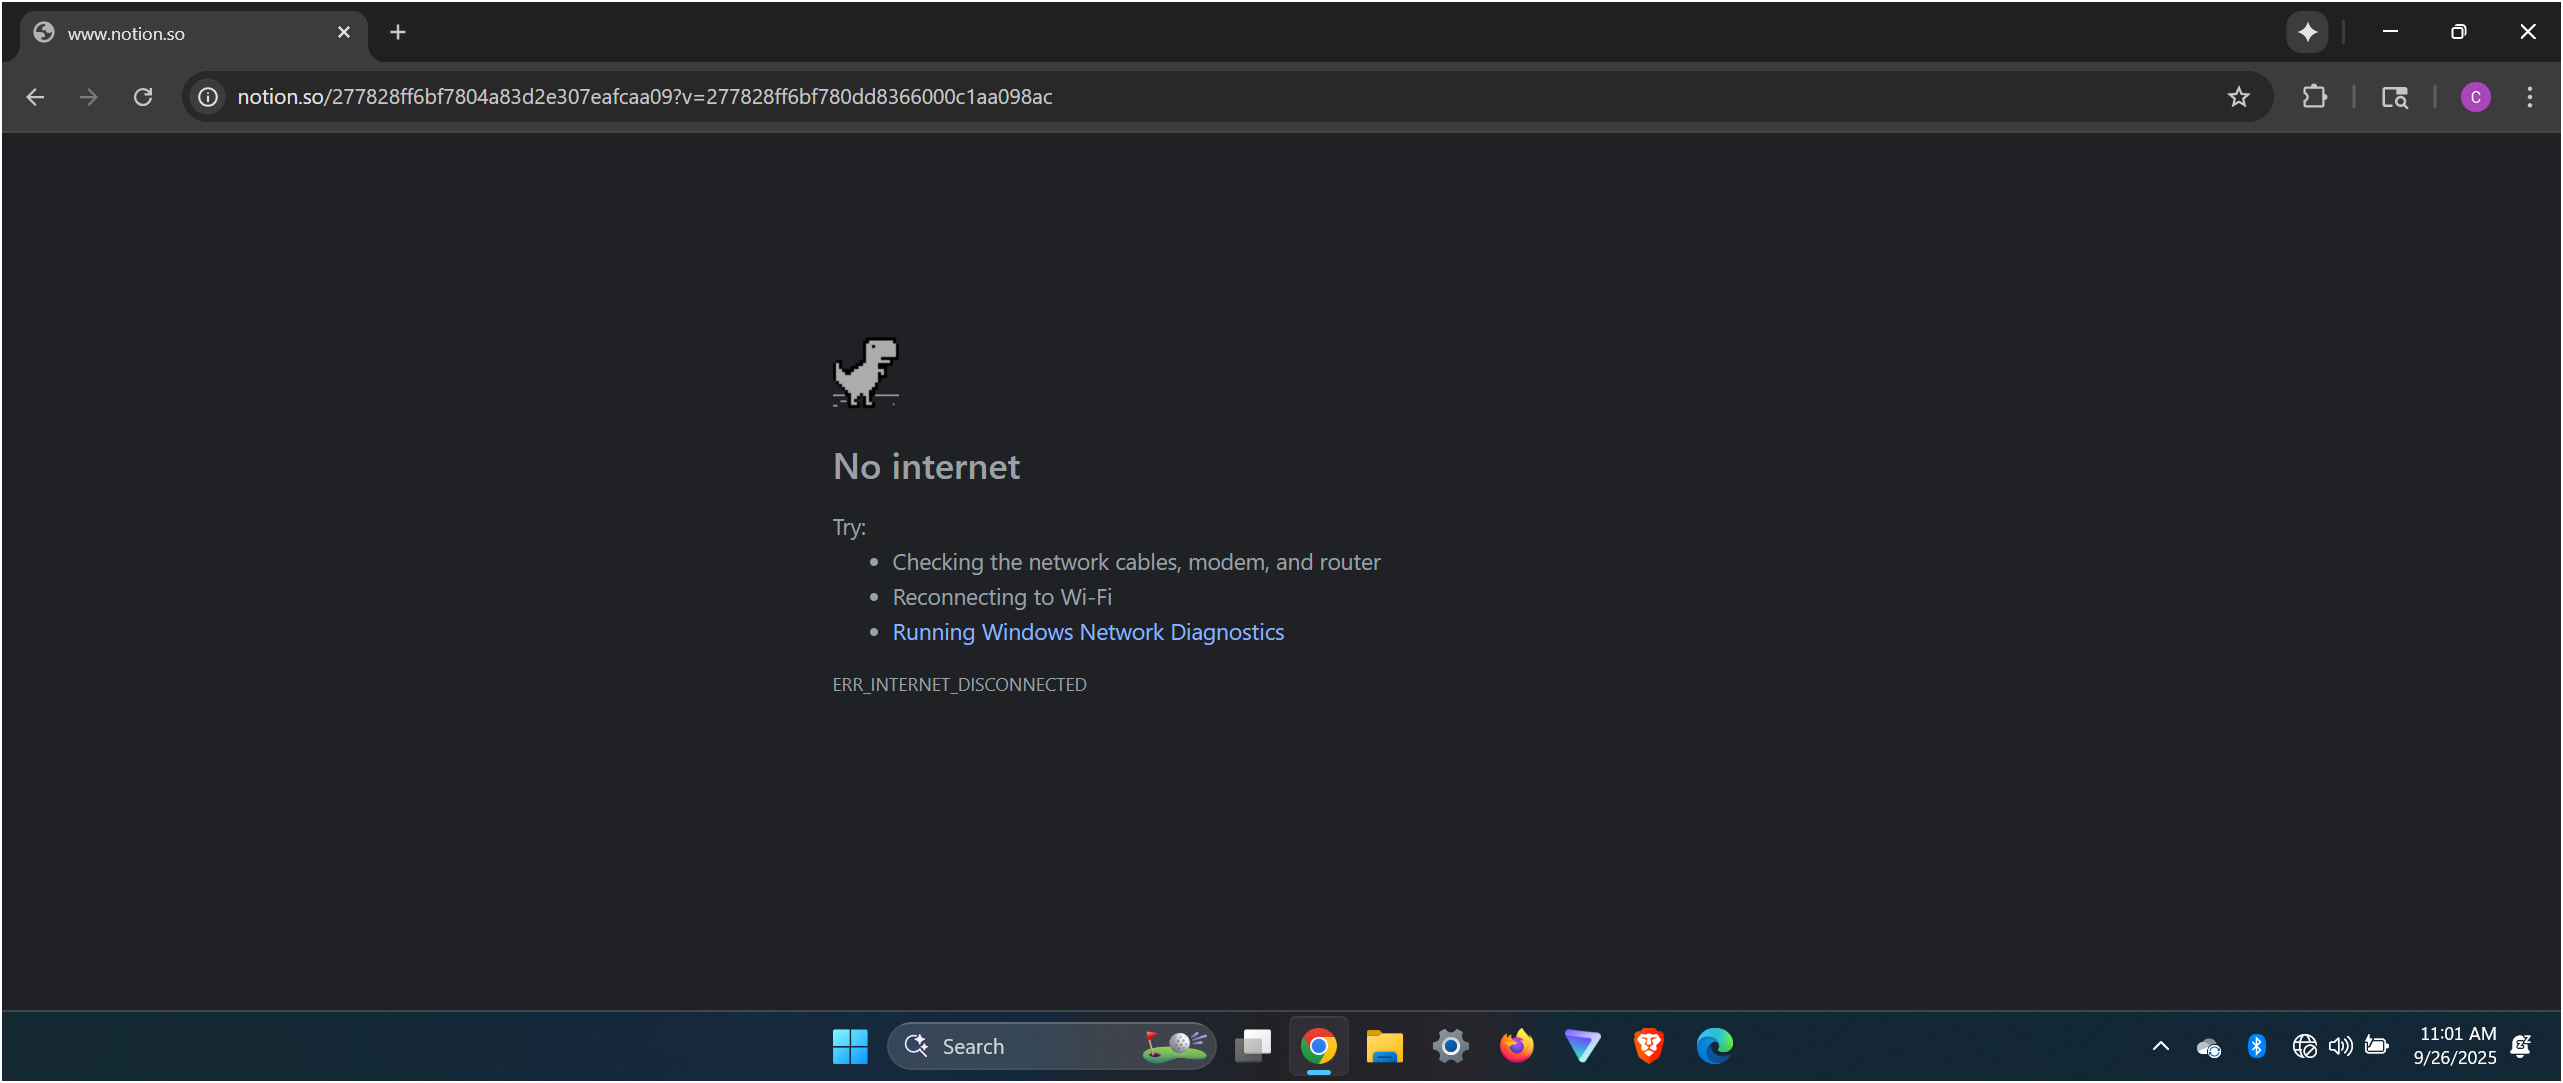 www.notion.so
notion.so/277828ff6bf7804a83d2e307eafcaa09?v=277828ff6bf780dd8366000c1aa098ac
C
No internet
Try:
• Checking the network cables, modem, and router
• Reconnecting to Wi-Fi
• Running Windows Network Diagnostics
ERR_INTERNET_DISCONNECTED
Search
11:01 AM
9/26/2025